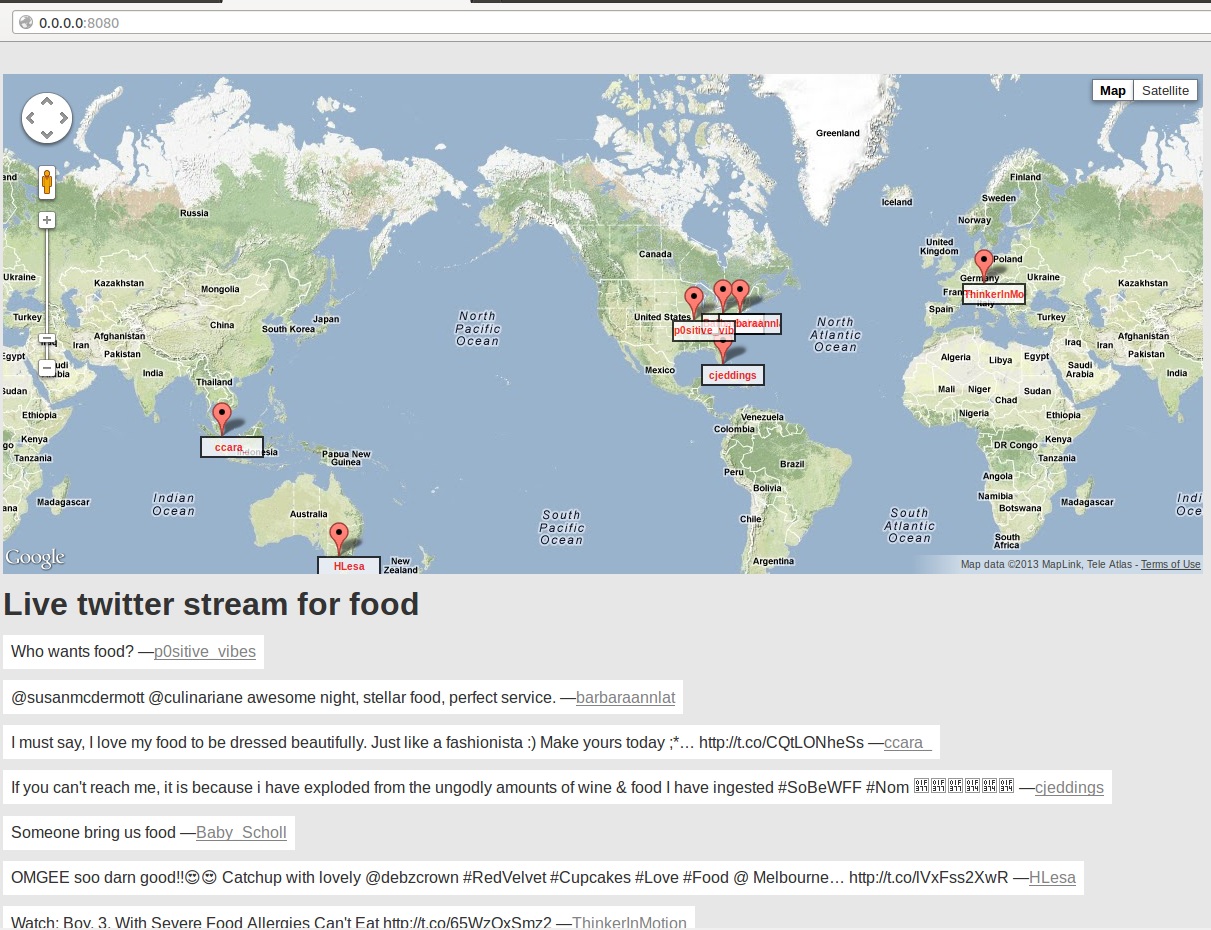 0.0.0.0:8080
Map Satellite
Greenland
Finland
Russia
Iceland
Sweden
Norway
Canada
United
Kingdom
Poland
Ukraine
Germany
Ukraine
Kazakhstan
Mongolia
Kazakhstan
ThinkerInMo
Turkey
Japan
China
South Korea
North
Pacific
Ocean
United States
p0sitive_vib
baraannla
North
Atlantic
Ocean
Spain
Turkey
Afghanistan
Pakistan
Iraq
Iran
Afghanistan
Pakistan
Iraq
Iran
Egypt
India
Algeria
Libya
Egypt
Saudi
Arabia
India
Mexico
cjeddings
Thailand
Mali
Niger
Sudan
Chad
Ethiopia
Kenya
Tanzania
ccara_
Papua New
Guinea
Venezuela
Colombia
Nigeria
Ethiopia
DR Congo
Kenya
Tanzania
Peru
Brazil
Bolivia
Angola
Namibia
Botswana
Madagascar
Madagascar
Indian
Ocean
Australia
South
Pacific
Ocean
Chile
South
Atlantic
Ocean
South
Africa
HLesa
New
Zealand
Argentina
Google
Map data ©2013 MapLink, Tele Atlas - Terms of Use
Live twitter stream for food
Who wants food? —p0sitive_vibes
@susanmcdermott @culinariane awesome night, stellar food, perfect service. —barbaraannlat
I must say, I love my food to be dressed beautifully. Just like a fashionista :) Make yours today ;*… http://t.co/CQtLONheSs —ccara_
If you can't reach me, it is because i have exploded from the ungodly amounts of wine & food I have ingested #SoBeWFF #Nom —cjeddings
Someone bring us food —Baby_Scholl
OMGEE soo darn good!!😍😍 Catchup with lovely @debzcrown #RedVelvet #Cupcakes #Love #Food @ Melbourne… http://t.co/lVxFss2XwR —HLesa
Watch: Boy, 3, With Severe Food Allergies Can't Eat http://t.co/65WzOxSmz2 —ThinkerInMotion